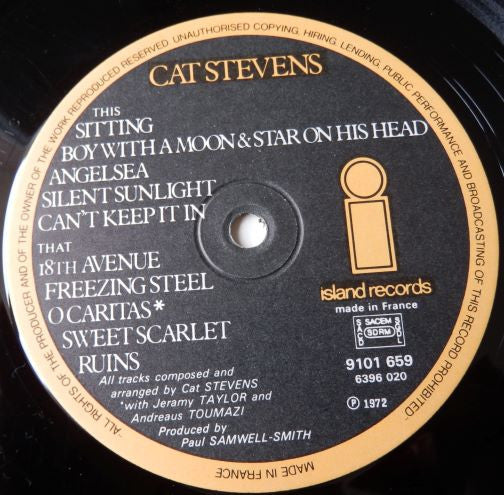 "ALL RIGHTS OF THE PRODUCER AND OF THE OWNER OF THE WORK REPRODUCED RESERVED UNAUTHORISED COPYING, HIRING, LENDING, PUBLIC PERFORMANCE AND BROADCASTING OF THIS RECORD PROHIBITED
CAT STEVENS
THIS
SITTING
BOY WITH A MOON & STAR ON HIS HEAD
ANGELSEA
SILENT SUNLIGHT
CAN'T KEEP IT IN
THAT
18TH AVENUE
FREEZING STEEL
O CARITAS*
SWEET SCARLET
RUINS
All tracks composed and
arranged by Cat STEVENS
*with Jeramy TAYLOR and
Andreaus TOUMAZI
Produced by
Paul SAMWELL-SMITH
i
island records
made in France
SACEM
SDRM
SACD
SGDL
9101 659
6396 020
Ⓟ 1972
MADE IN FRANCE